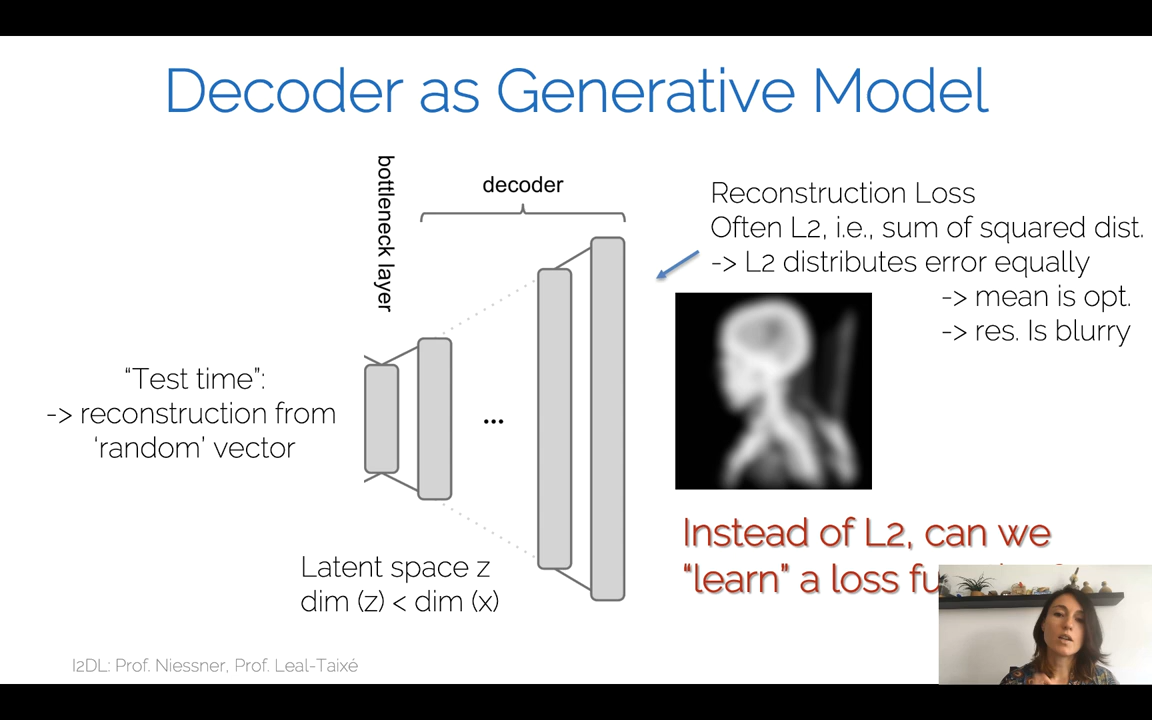 Decoder as Generative Model
bottleneck layer
decoder
Reconstruction Loss
Often L2, i.e., sum of squared dist.
-> L2 distributes error equally
-> mean is opt.
-> res. Is blurry
“Test time”:
-> reconstruction from
‘random’ vector
...
Latent space z
dim (z) < dim (x)
Instead of L2, can we
“learn” a loss
I2DL: Prof. Niessner, Prof. Leal-Taixé